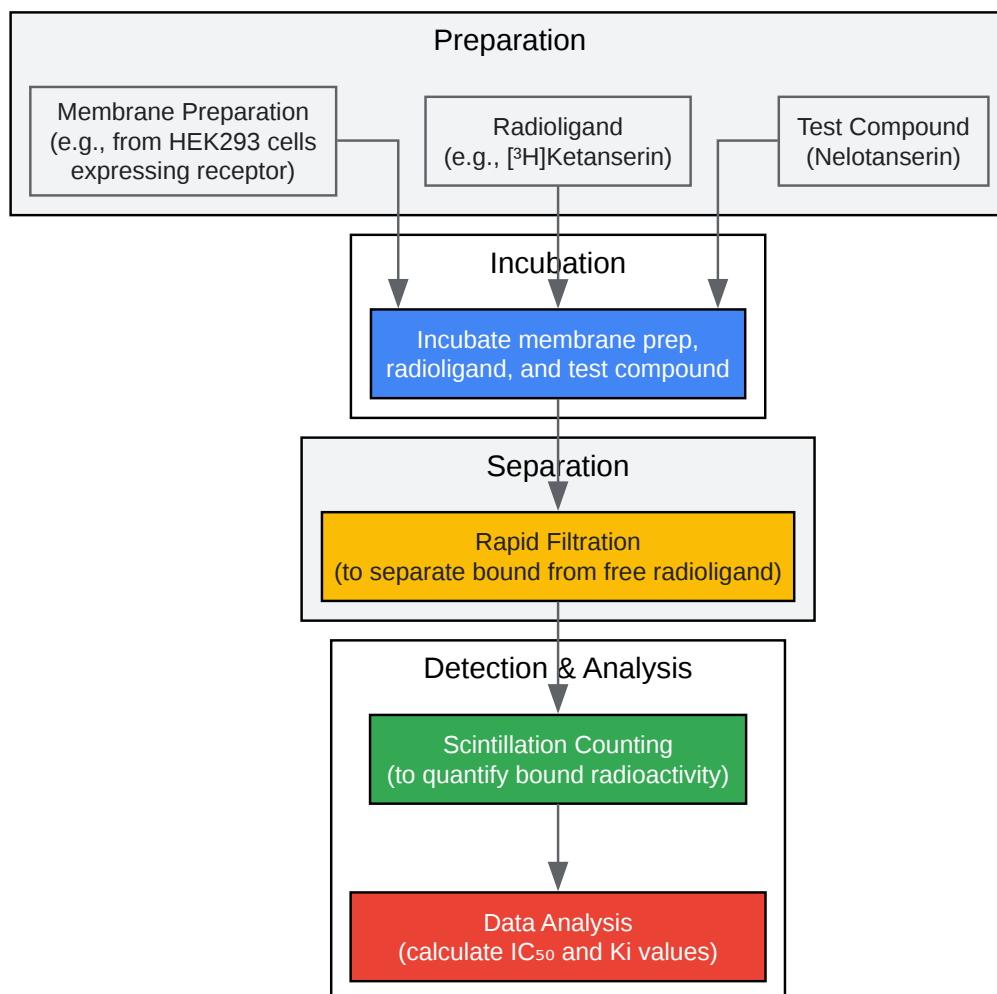 Preparation
Membrane Preparation
(e.g., from HEK293 cells
expressing receptor)
Radioligand
(e.g., [³H]Ketanserin)
Test Compound
(Nelotanserin)
Incubation
Incubate membrane prep,
radioligand, and test compound
Separation
Rapid Filtration
(to separate bound from free radioligand)
Detection & Analysis
Scintillation Counting
(to quantify bound radioactivity)
Data Analysis
(calculate IC₅₀ and Ki values)